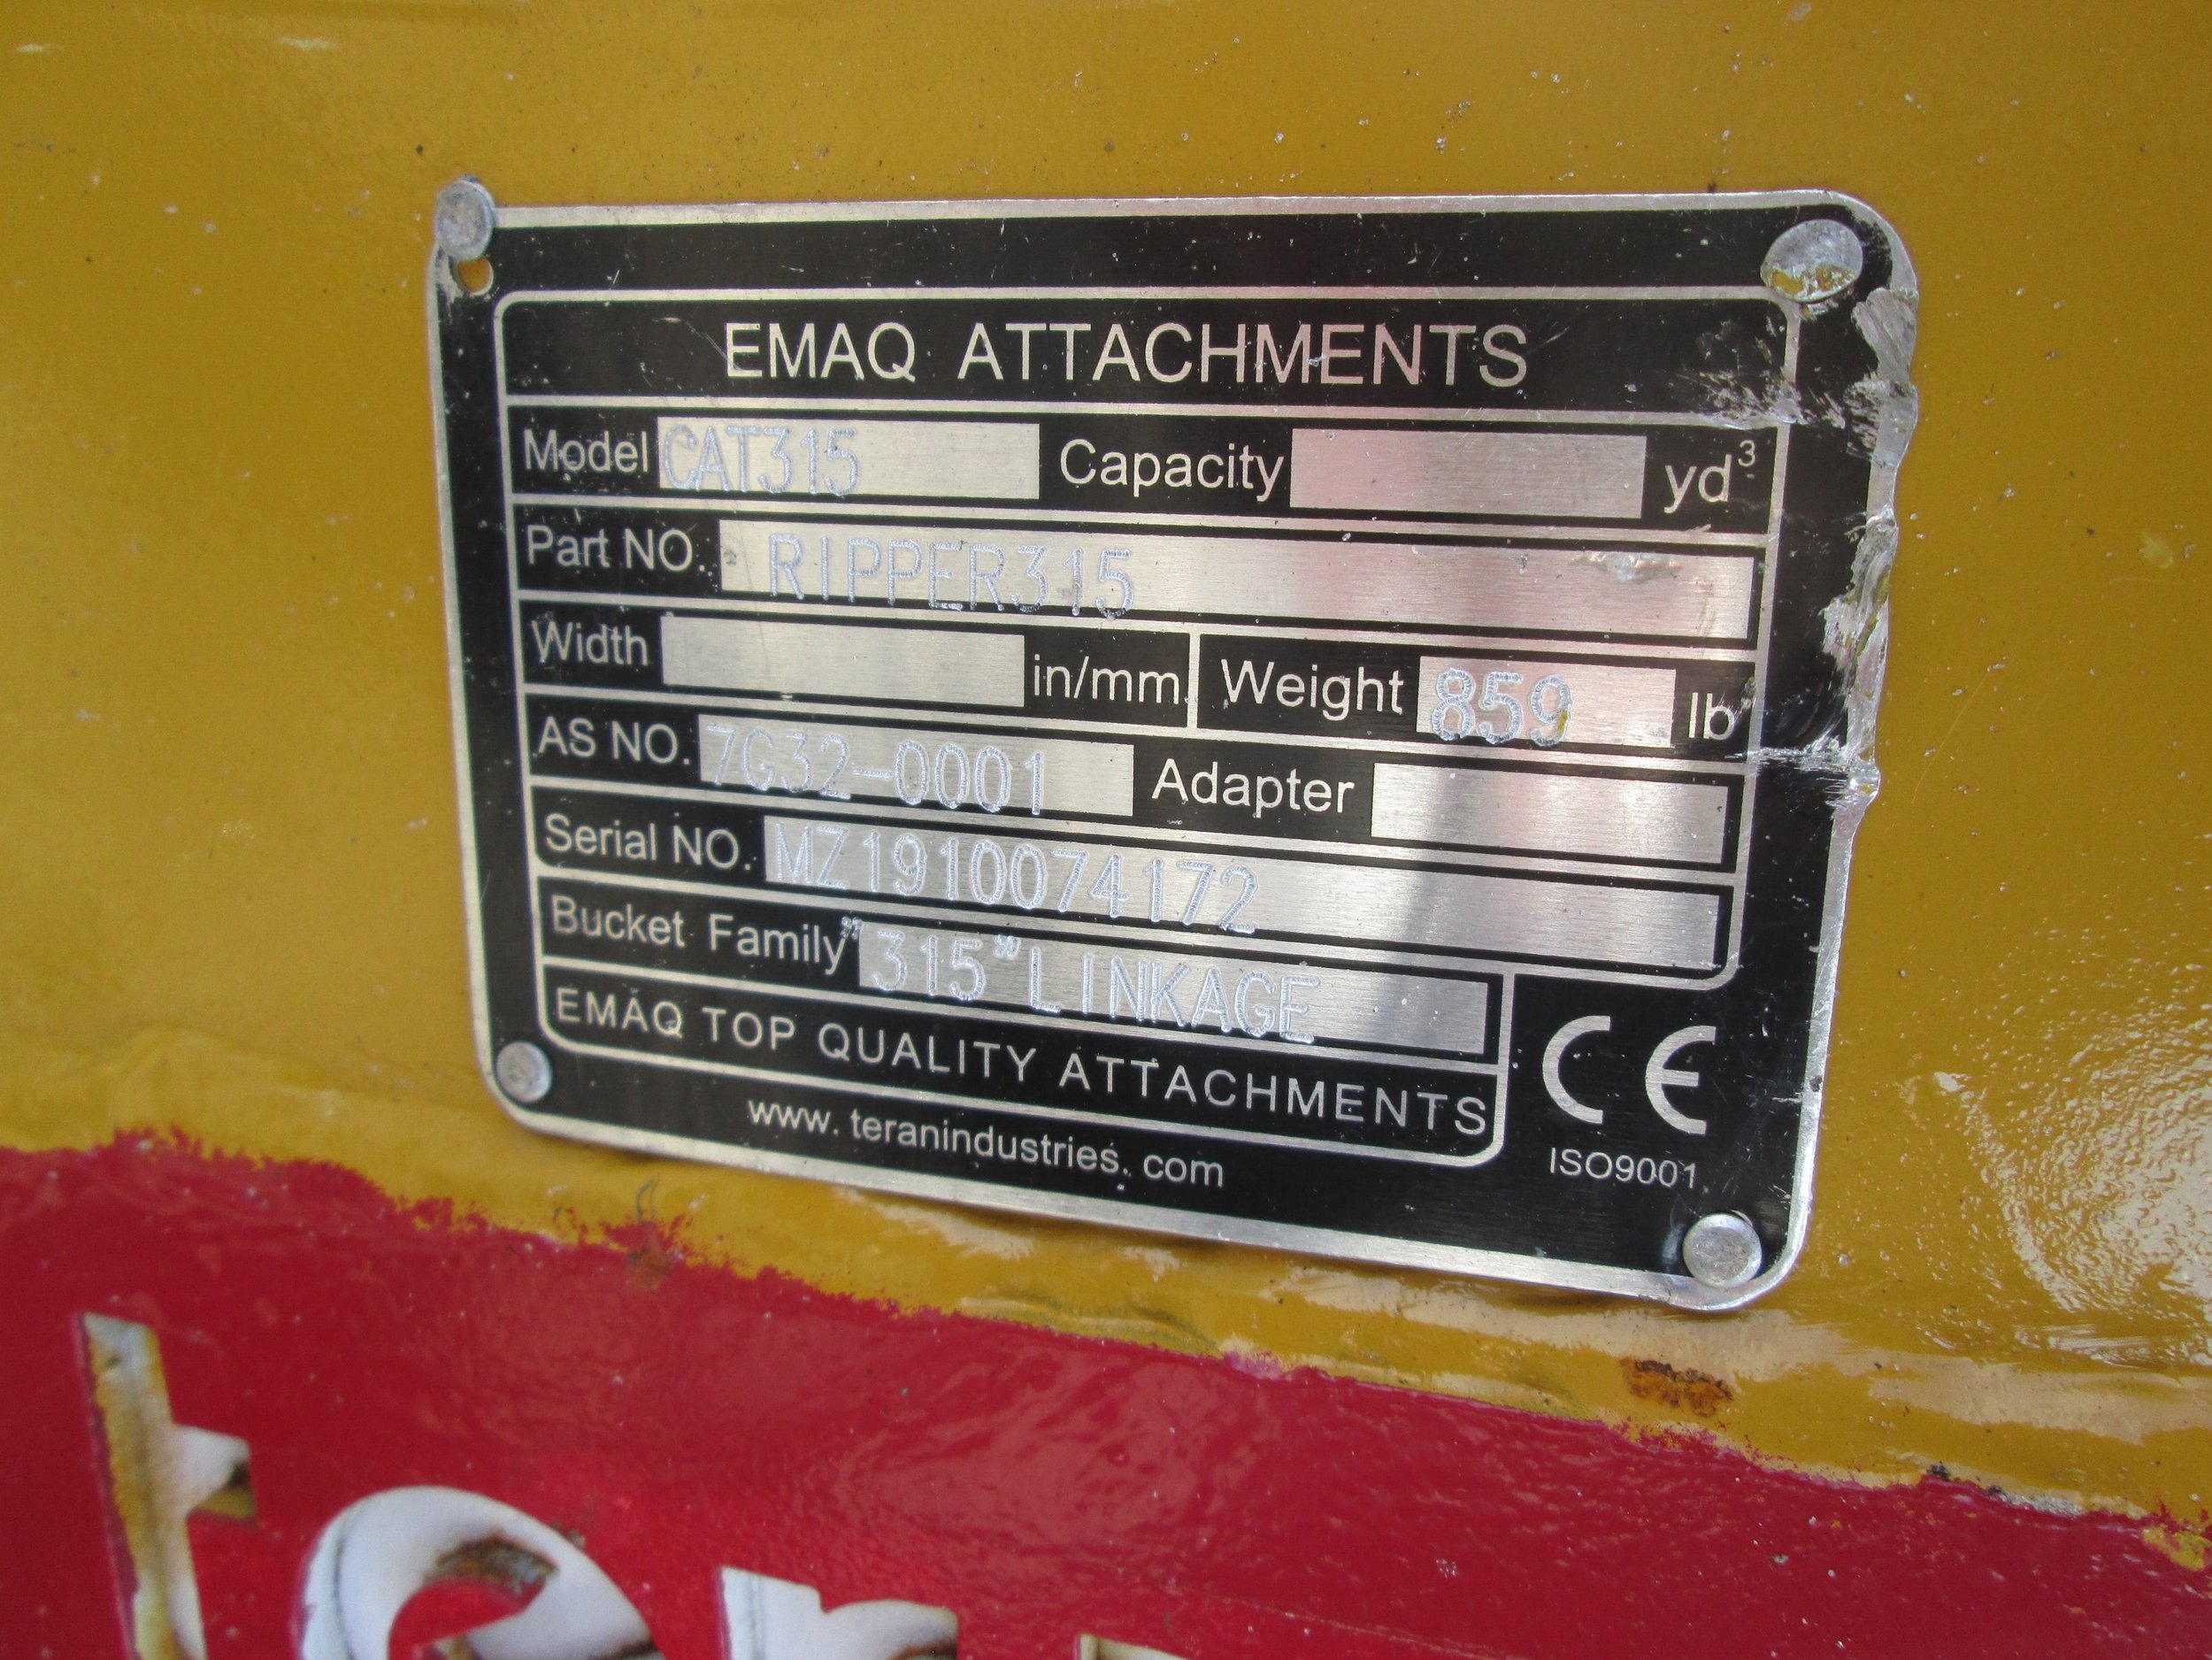 EMAQ ATTACHMENTS
Model CAT315 Capacity yd³
Part NO. RIPPER315
Width in/mm Weight 859 lb
AS NO. 7G32-0001 Adapter
Serial NO. MZ1910074172
Bucket Family "315" LINKAGE
EMAQ TOP QUALITY ATTACHMENTS
CE
www.teranindustries.com
ISO9001